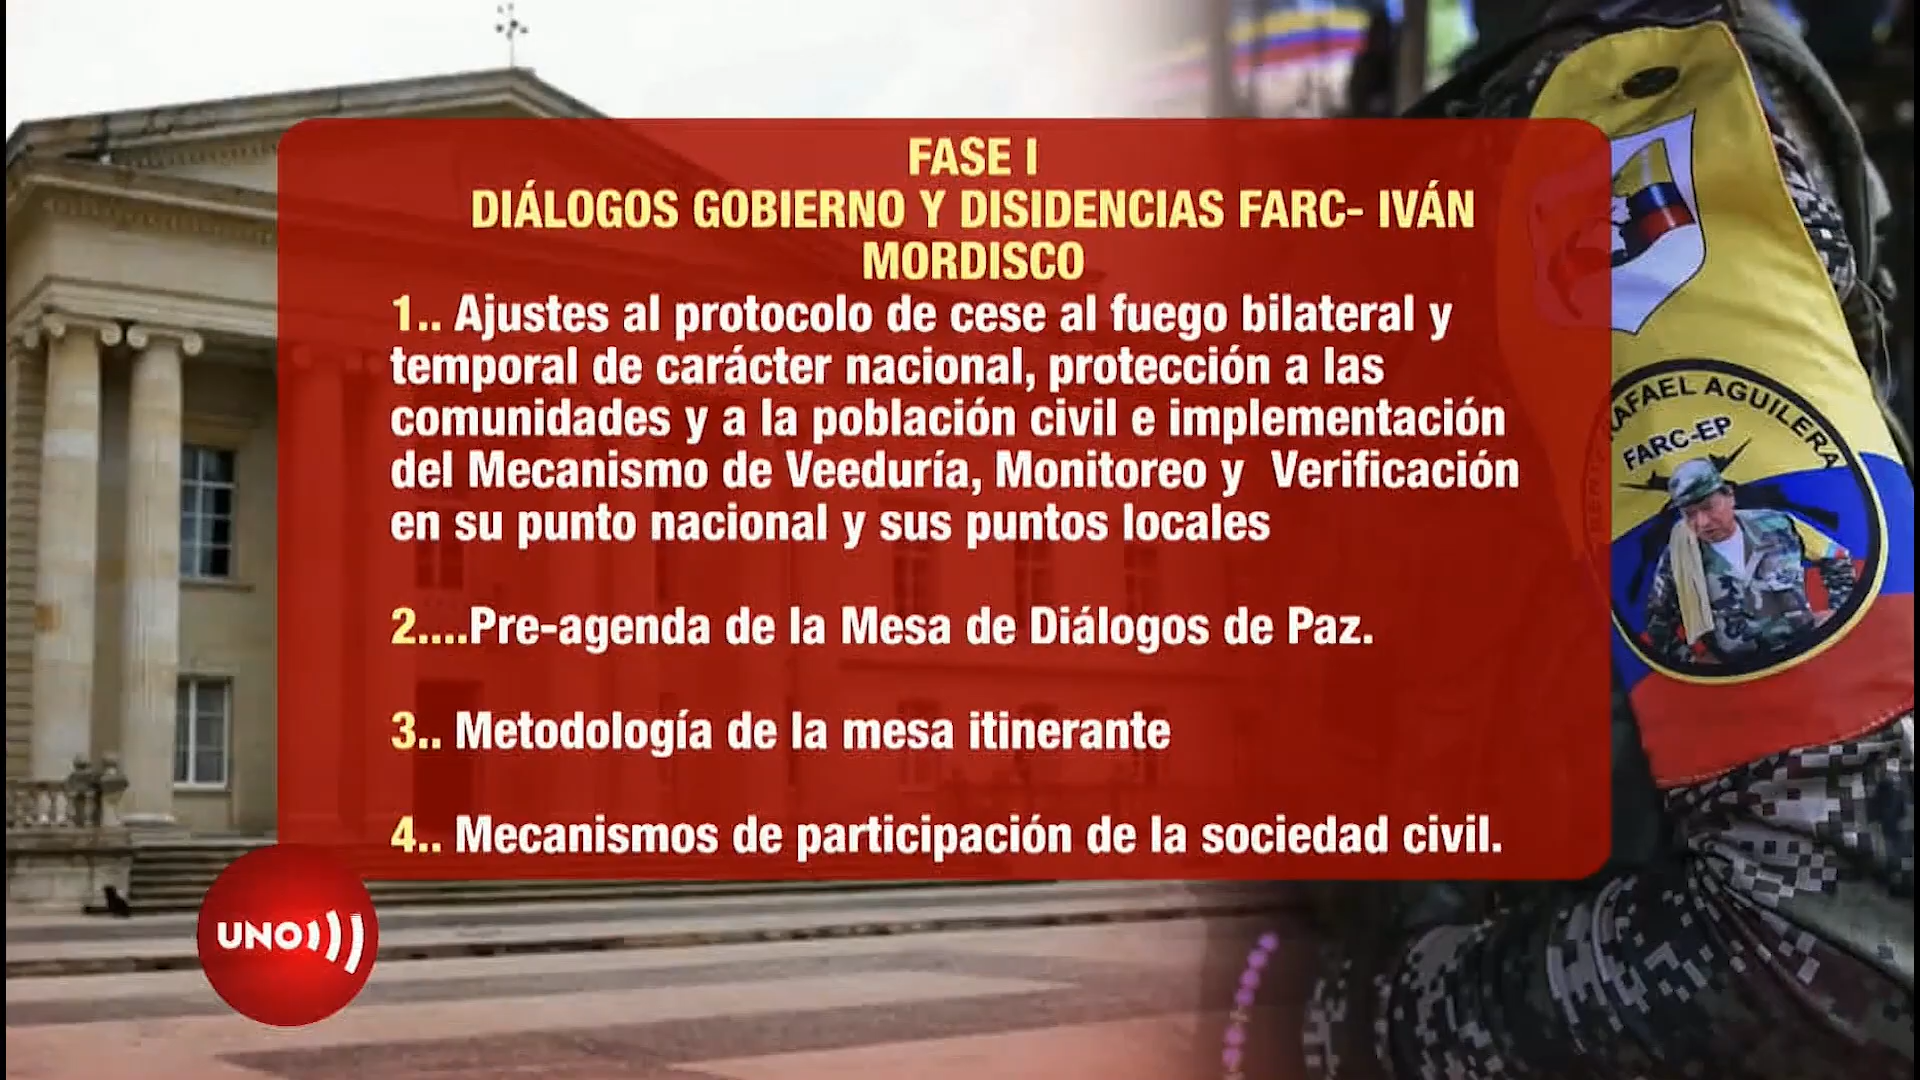 FASE I
DIÁLOGOS GOBIERNO Y DISIDENCIAS FARC- IVÁN
MORDISCO
1.. Ajustes al protocolo de cese al fuego bilateral y
temporal de carácter nacional, protección a las
comunidades y a la población civil e implementación
del Mecanismo de Veeduría, Monitoreo y  Verificación
en su punto nacional y sus puntos locales
2....Pre-agenda de la Mesa de Diálogos de Paz.
3.. Metodología de la mesa itinerante
4.. Mecanismos de participación de la sociedad civil.
RAFAEL AGUILERA
FARC-EP
UNO